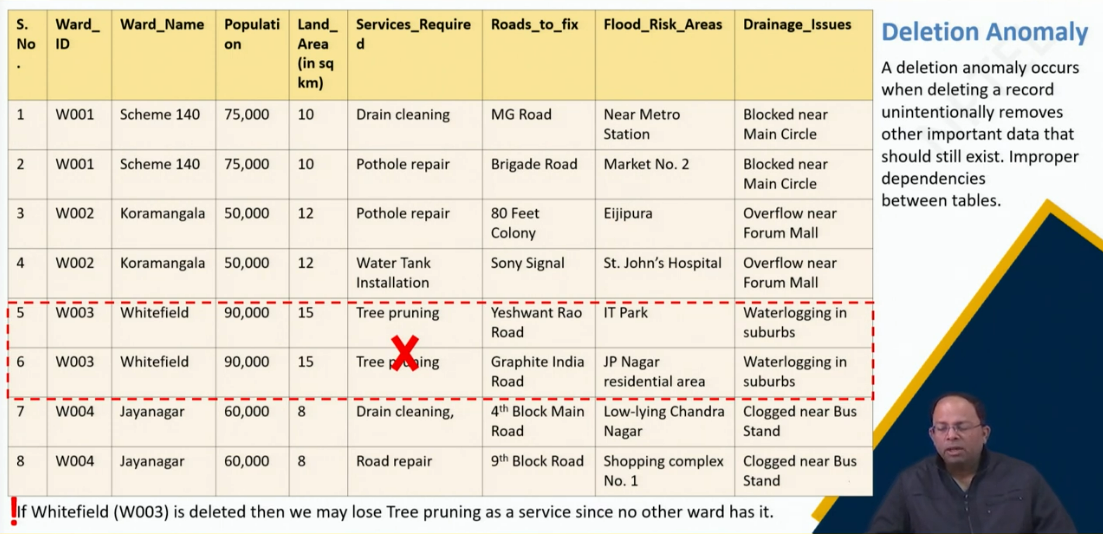 S. No . Ward_ ID Ward_Name Populati on Land_ Area (in sq km) Services_Require d Roads_to_fix Flood_Risk_Areas Drainage_Issues
1 W001 Scheme 140 75,000 10 Drain cleaning MG Road Near Metro Station Blocked near Main Circle
2 W001 Scheme 140 75,000 10 Pothole repair Brigade Road Market No. 2 Blocked near Main Circle
3 W002 Koramangala 50,000 12 Pothole repair 80 Feet Colony Eijipura Overflow near Forum Mall
4 W002 Koramangala 50,000 12 Water Tank Installation Sony Signal St. John's Hospital Overflow near Forum Mall
5 W003 Whitefield 90,000 15 Tree pruning Yeshwant Rao Road IT Park Waterlogging in suburbs
6 W003 Whitefield 90,000 15 Tree pruning Graphite India Road JP Nagar residential area Waterlogging in suburbs
7 W004 Jayanagar 60,000 8 Drain cleaning, 4th Block Main Road Low-lying Chandra Nagar Clogged near Bus Stand
8 W004 Jayanagar 60,000 8 Road repair 9th Block Road Shopping complex No. 1 Clogged near Bus Stand
Deletion Anomaly
A deletion anomaly occurs
when deleting a record
unintentionally removes
other important data that
should still exist. Improper
dependencies
between tables.
!If Whitefield (W003) is deleted then we may lose Tree pruning as a service since no other ward has it.